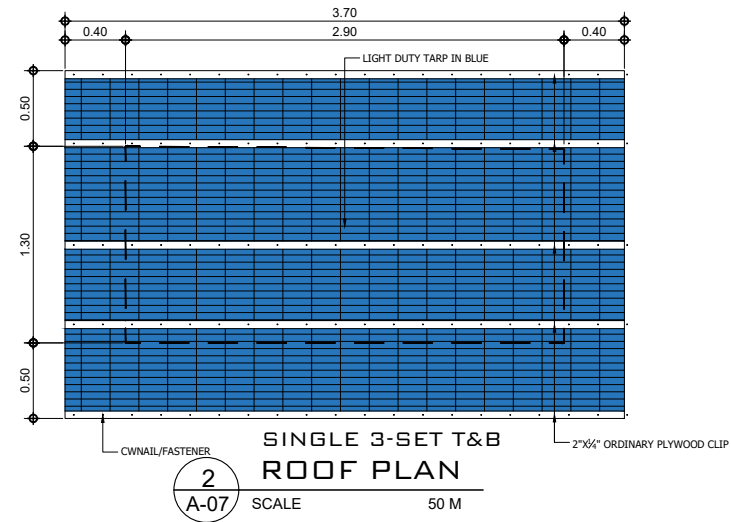 3.70
0.40 2.90 0.40
LIGHT DUTY TARP IN BLUE
0.50
1.30
0.50
CWNAIL/FASTENER
2"X¼" ORDINARY PLYWOOD CLIP
SINGLE 3-SET T&B
2 ROOF PLAN
A-07 SCALE 50 M